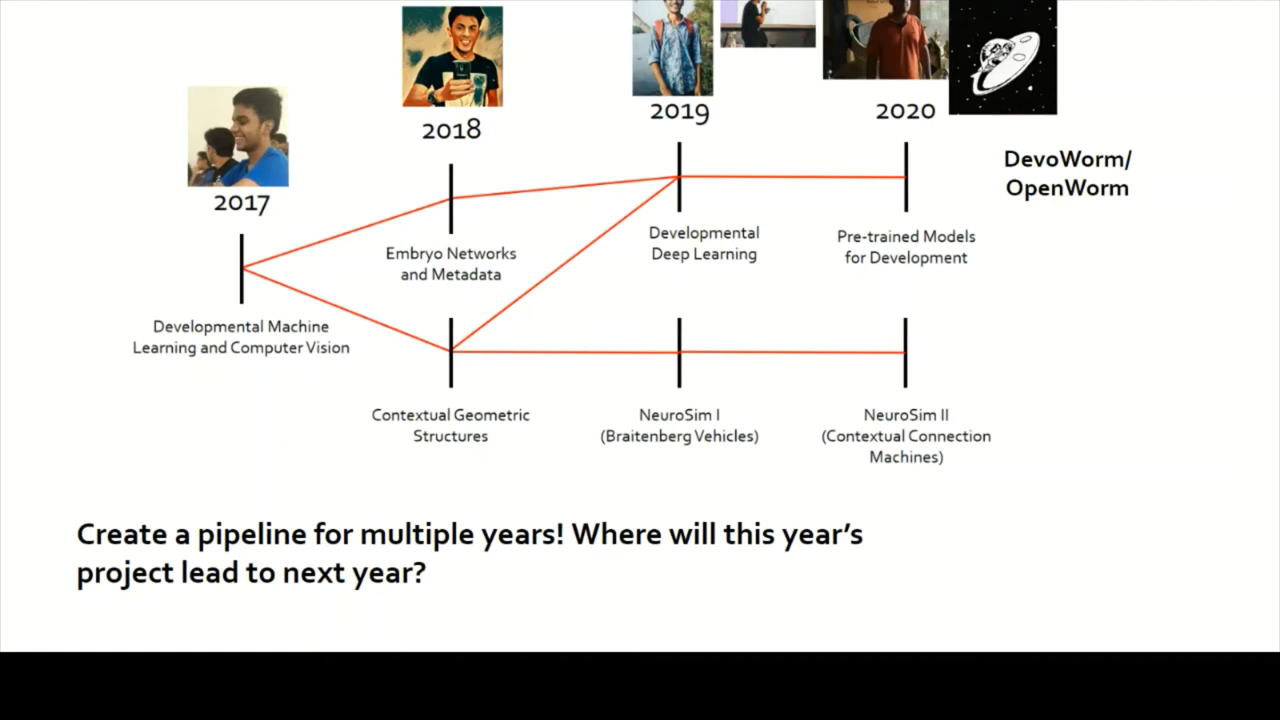 2017
2018
2019
2020
DevoWorm/
OpenWorm
Developmental Machine
Learning and Computer Vision
Embryo Networks
and Metadata
Developmental
Deep Learning
Pre-trained Models
for Development
Contextual Geometric
Structures
NeuroSim I
(Braitenberg Vehicles)
NeuroSim II
(Contextual Connection
Machines)
Create a pipeline for multiple years! Where will this year’s
project lead to next year?